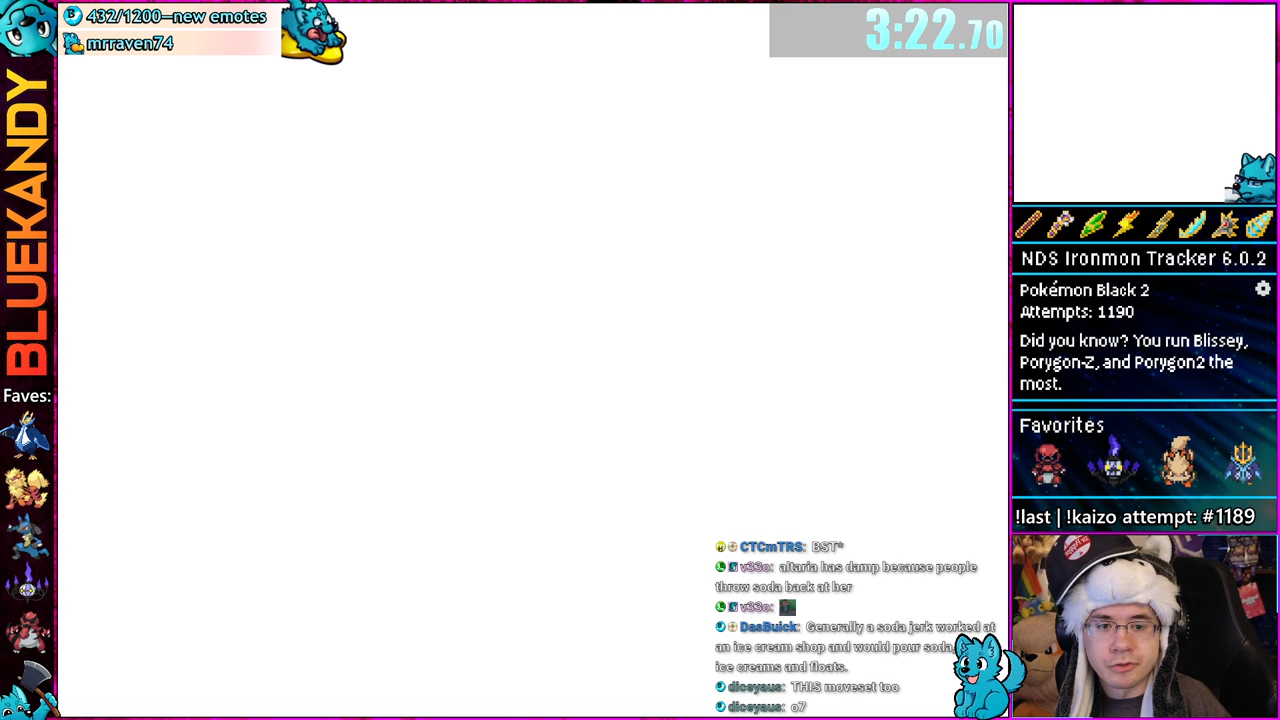 432/1200-new emotes
mrraven74
3:22.70
BLUEKANDY
Faves:
NDS Ironmon Tracker 6.0.2
Pokémon Black 2
Attempts: 1190
Did you know? You run Blissey,
Porygon-Z, and Porygon2 the
most.
Favorites
!last | !kaizo attempt: #1189
CTCmTRS: BST*
v33o: altaria has damp because people
throw soda back at her
v33o:
DasBuick: Generally a soda jerk worked at
an ice cream shop and would pour soda,
ice creams and floats.
diceyaus: THIS moveset too
diceyaus: o7